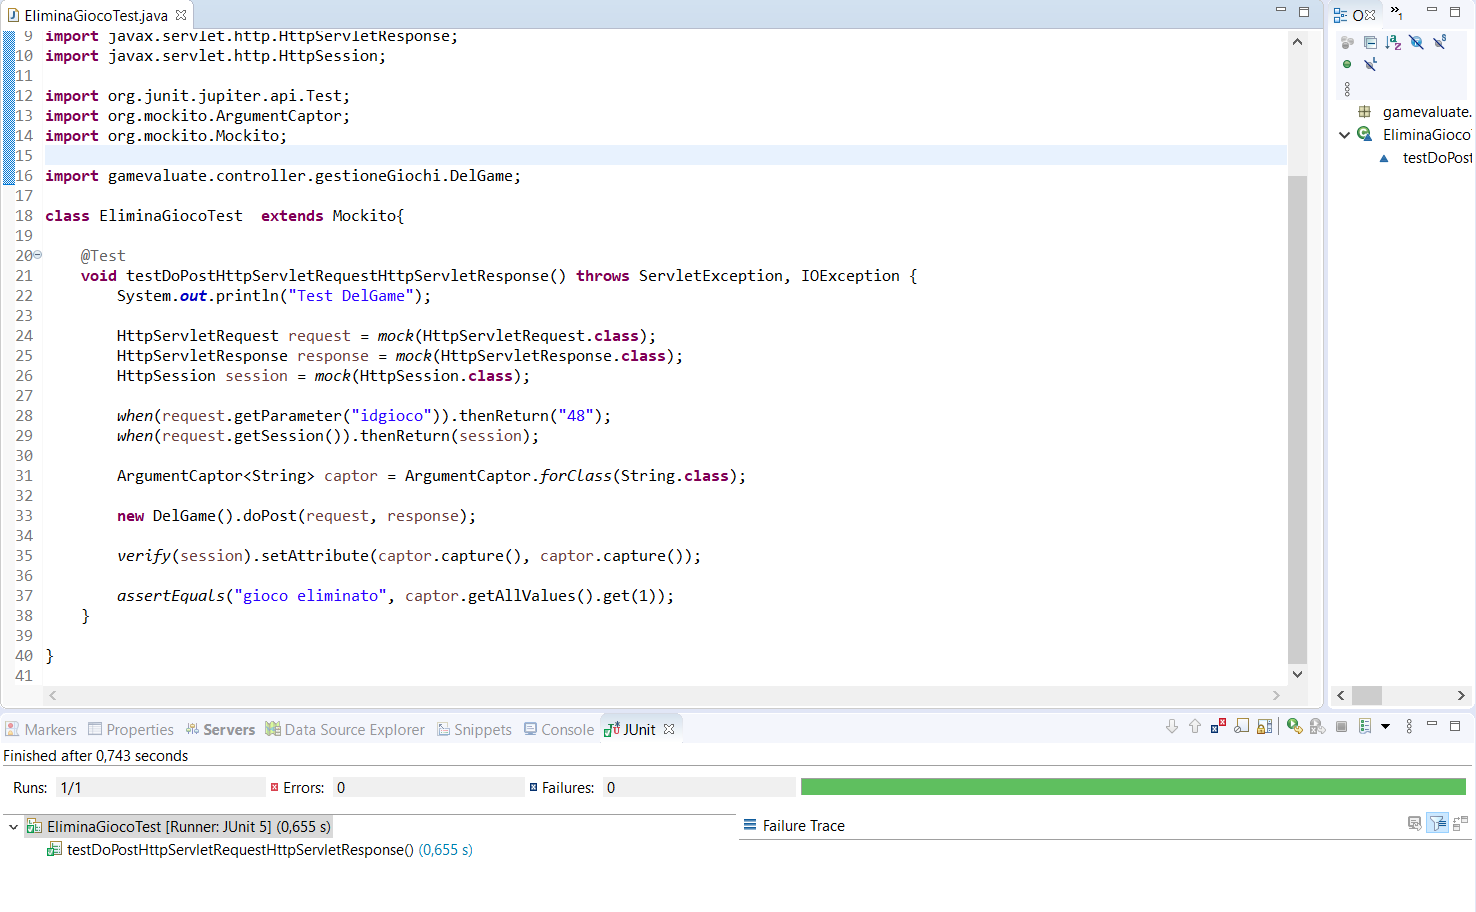 EliminaGiocoTest.java
9 import javax.servlet.http.HttpServletResponse;
10 import javax.servlet.http.HttpSession;
11
12 import org.junit.jupiter.api.Test;
13 import org.mockito.ArgumentCaptor;
14 import org.mockito.Mockito;
15
16 import gamevaluate.controller.gestioneGiochi.DelGame;
17
18 class EliminaGiocoTest  extends Mockito{
19
20     @Test
21     void testDoPostHttpServletRequestHttpServletResponse() throws ServletException, IOException {
22         System.out.println("Test DelGame");
23
24         HttpServletRequest request = mock(HttpServletRequest.class);
25         HttpServletResponse response = mock(HttpServletResponse.class);
26         HttpSession session = mock(HttpSession.class);
27
28         when(request.getParameter("idgioco")).thenReturn("48");
29         when(request.getSession()).thenReturn(session);
30
31         ArgumentCaptor<String> captor = ArgumentCaptor.forClass(String.class);
32
33         new DelGame().doPost(request, response);
34
35         verify(session).setAttribute(captor.capture(), captor.capture());
36
37         assertEquals("gioco eliminato", captor.getAllValues().get(1));
38     }
39
40 }
41
O
1
gamevaluate.
EliminaGioco
testDoPost
Markers Properties Servers Data Source Explorer Snippets Console JUnit
Finished after 0,743 seconds
Runs: 1/1 Errors: 0 Failures: 0
EliminaGiocoTest [Runner: JUnit 5] (0,655 s)
testDoPostHttpServletRequestHttpServletResponse() (0,655 s)
Failure Trace